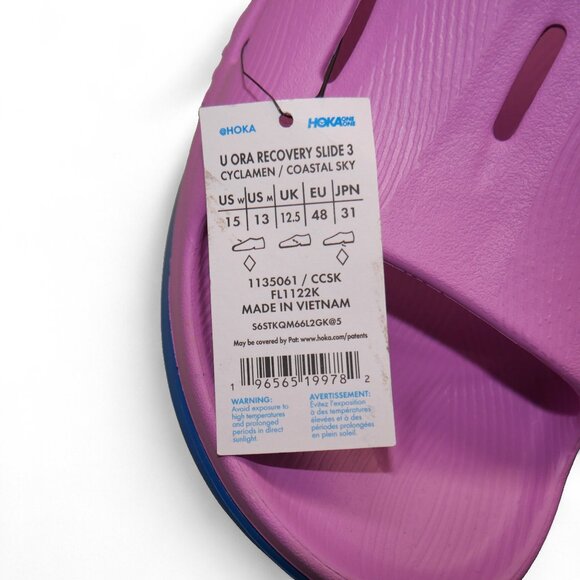 @HOKA
HOKA ONE ONE
U ORA RECOVERY SLIDE 3
CYCLAMEN / COASTAL SKY
US W US M UK EU JPN
15 13 12.5 48 31
1135061 / CCSK
FL1122K
MADE IN VIETNAM
S6STKQM66L2GK@5
May be covered by Pat: www.hoka.com/patents
1 96565 19978 2
WARNING:
Avoid exposure to
high temperatures
and prolonged
periods in direct
sunlight.
AVERTISSEMENT:
Évitez l'exposition
à des températures
élevées et à des
périodes prolongées
en plein soleil.